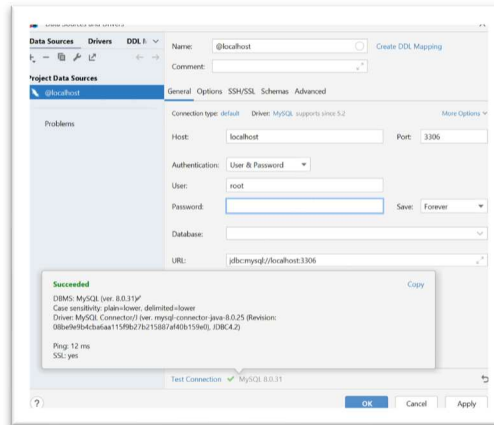 Data Sources and Drivers
Data Sources Drivers DDL
Project Data Sources
@localhost
Problems
Name: @localhost
Create DDL Mapping
Comment:
General Options SSH/SSL Schemas Advanced
Connection type: default Driver: MySQL supports since 5.2 More Options
Host: localhost Port: 3306
Authentication: User & Password
User: root
Password: Save: Forever
Database:
URL: jdbc:mysql://localhost:3306
Succeeded Copy
DBMS: MySQL (ver. 8.0.31)
Case sensitivity: plain=lower, delimited=lower
Driver: MySQL Connector/J (ver. mysql-connector-java-8.0.25 (Revision:
08be9e9b4cba6aa115f9b27b215887af40b159e0), JDBC4.2)
Ping: 12 ms
SSL: yes
Test Connection MySQL 8.0.31
? OK Cancel Apply